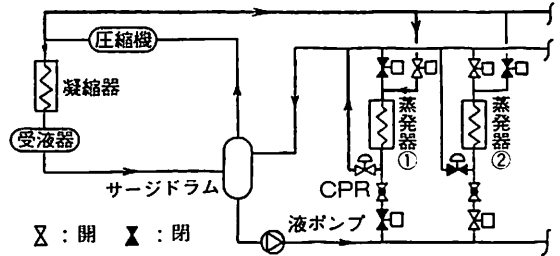 圧縮機
凝縮器
受液器
サージドラム
蒸発器①
蒸発器②
CPR
液ポンプ
:開
:閉